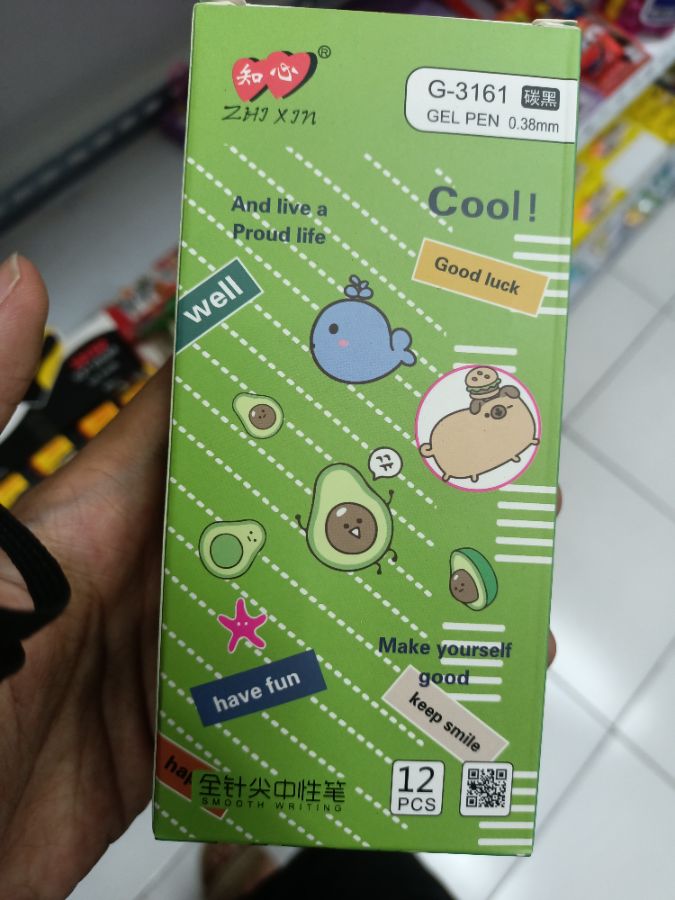 知心®
ZHI XIN
G-3161 碳黑
GEL PEN 0.38mm
And live a
Proud life
Cool!
Good luck
well
Make yourself
good
have fun
keep smile
全针尖中性笔
SMOOTH WRITING
12
PCS